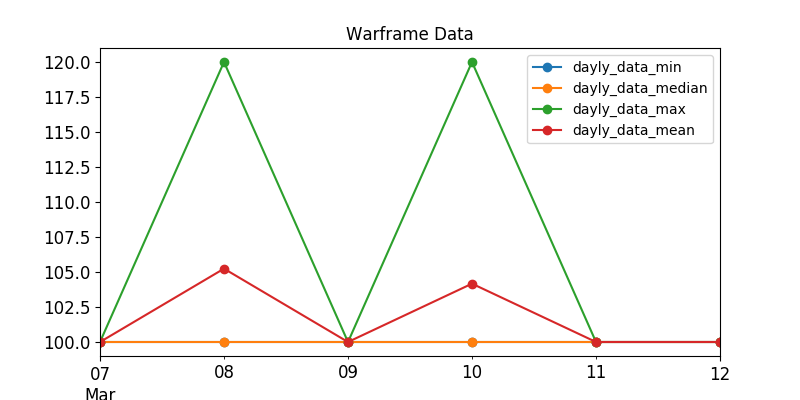 Warframe Data
120.0
117.5
115.0
112.5
110.0
107.5
105.0
102.5
100.0
dayly_data_min
dayly_data_median
dayly_data_max
dayly_data_mean
07 08 09 10 11 12
Mar